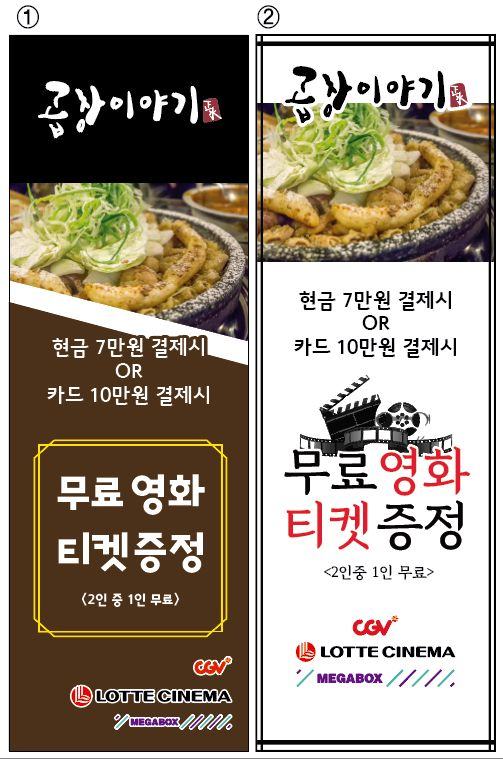 ①
곱창이야기
현금 7만원 결제시
OR
카드 10만원 결제시
무료 영화
티켓 증정
<2인 중 1인 무료>
CGV
LOTTE CINEMA
MEGABOX
②
곱창이야기
현금 7만원 결제시
OR
카드 10만원 결제시
무료 영화
티켓 증정
<2인중 1인 무료>
CGV
LOTTE CINEMA
MEGABOX